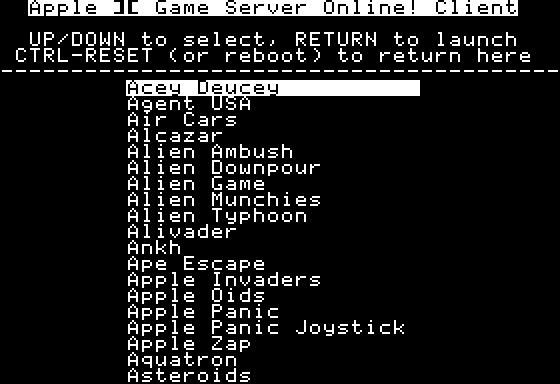 Apple ][ Game Server Online! Client
UP/DOWN to select, RETURN to launch
CTRL-RESET (or reboot) to return here
Acey Deucey
Agent USA
Air Cars
Alcazar
Alien Ambush
Alien Downpour
Alien Game
Alien Munchies
Alien Typhoon
Alivader
Ankh
Ape Escape
Apple Invaders
Apple Oids
Apple Panic
Apple Panic Joystick
Apple Zap
Aquatron
Asteroids